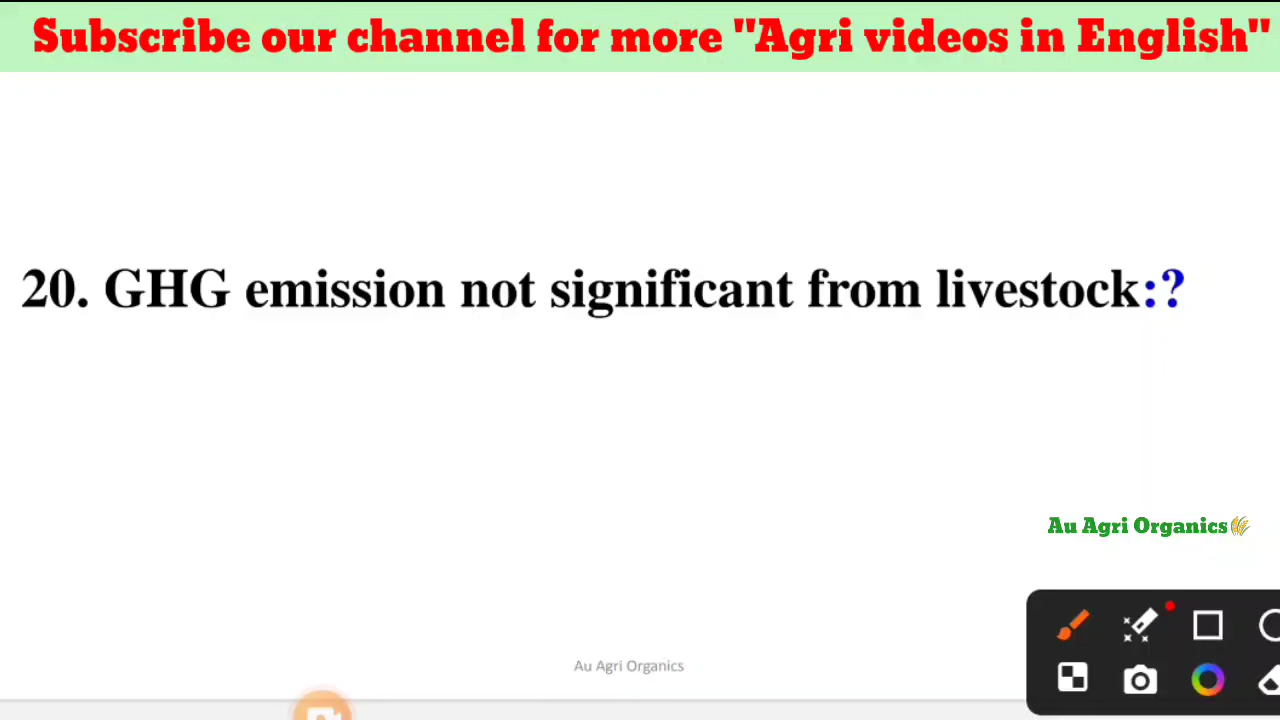 Subscribe our channel for more "Agri videos in English"
20. GHG emission not significant from livestock:?
Au Agri Organics
Au Agri Organics